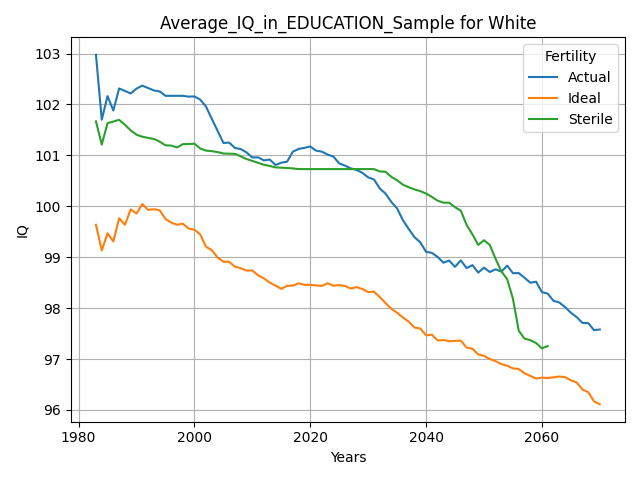 Average_IQ_in_EDUCATION_Sample for White
Fertility
Actual
Ideal
Sterile
103
102
101
100
99
98
97
96
IQ
1980
2000
2020
2040
2060
Years